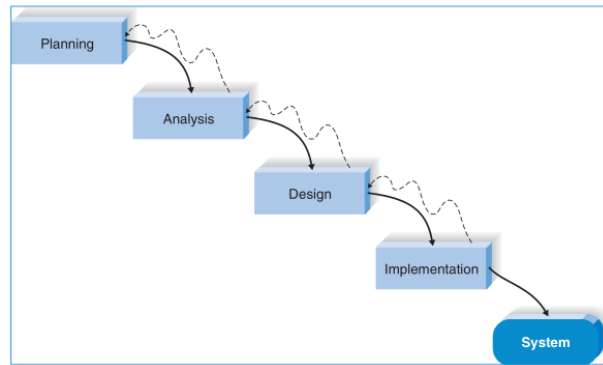 Planning
Analysis
Design
Implementation
System